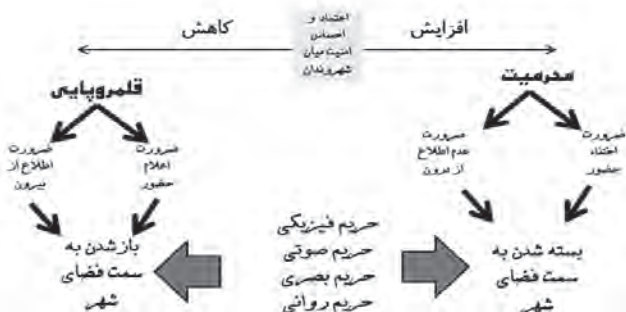 اعتماد و
احساس
امنیت میان
شهروندان
افزایش
کاهش
محرمیت
قلمروپایی
ضرورت
اختفاء
حضور
ضرورت
عدم اطلاع
از درون
ضرورت
اعلام
حضور
ضرورت
اطلاع از
بیرون
بسته شدن به
سمت فضای
شهر
حریم فیزیکی
حریم صوتی
حریم بصری
حریم روانی
باز شدن به
سمت فضای
شهر